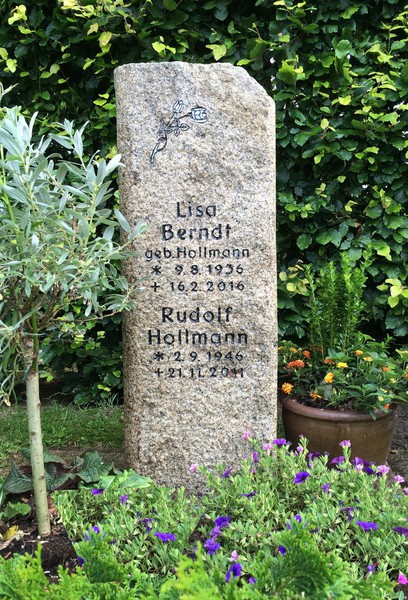 Lisa
Berndt
geb. Hollmann
* 9.8.1936
+ 16.2.2016
Rudolf
Hollmann
* 2.9.1946
+ 21.11.2011